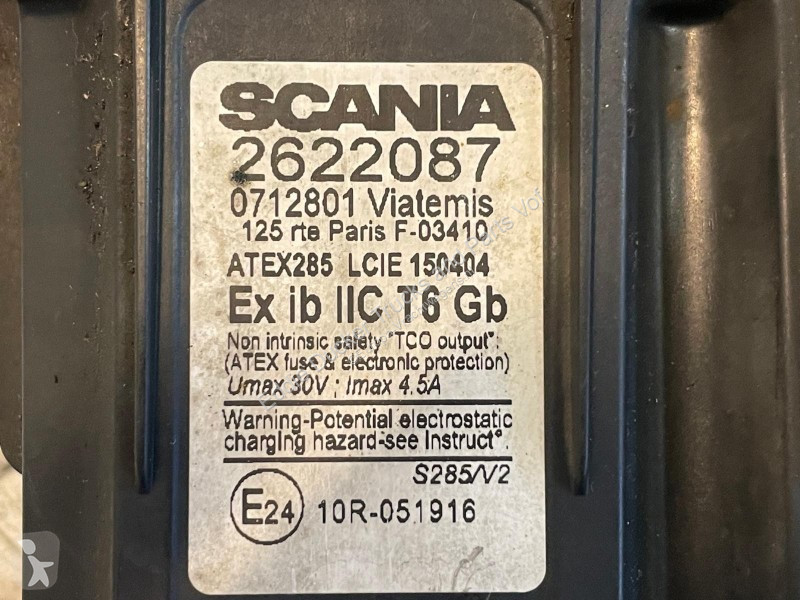 SCANIA
2622087
0712801 Viatemis
125 rte Paris F-03410
ATEX285 LCIE 150404
Ex ib IIC T6 Gb
Non intrinsic safety "TCO output":
(ATEX fuse & electronic protection)
Umax 30V ; Imax 4.5A
Warning-Potential electrostatic
charging hazard-see Instruct°.
S285/V2
E24 10R-051916